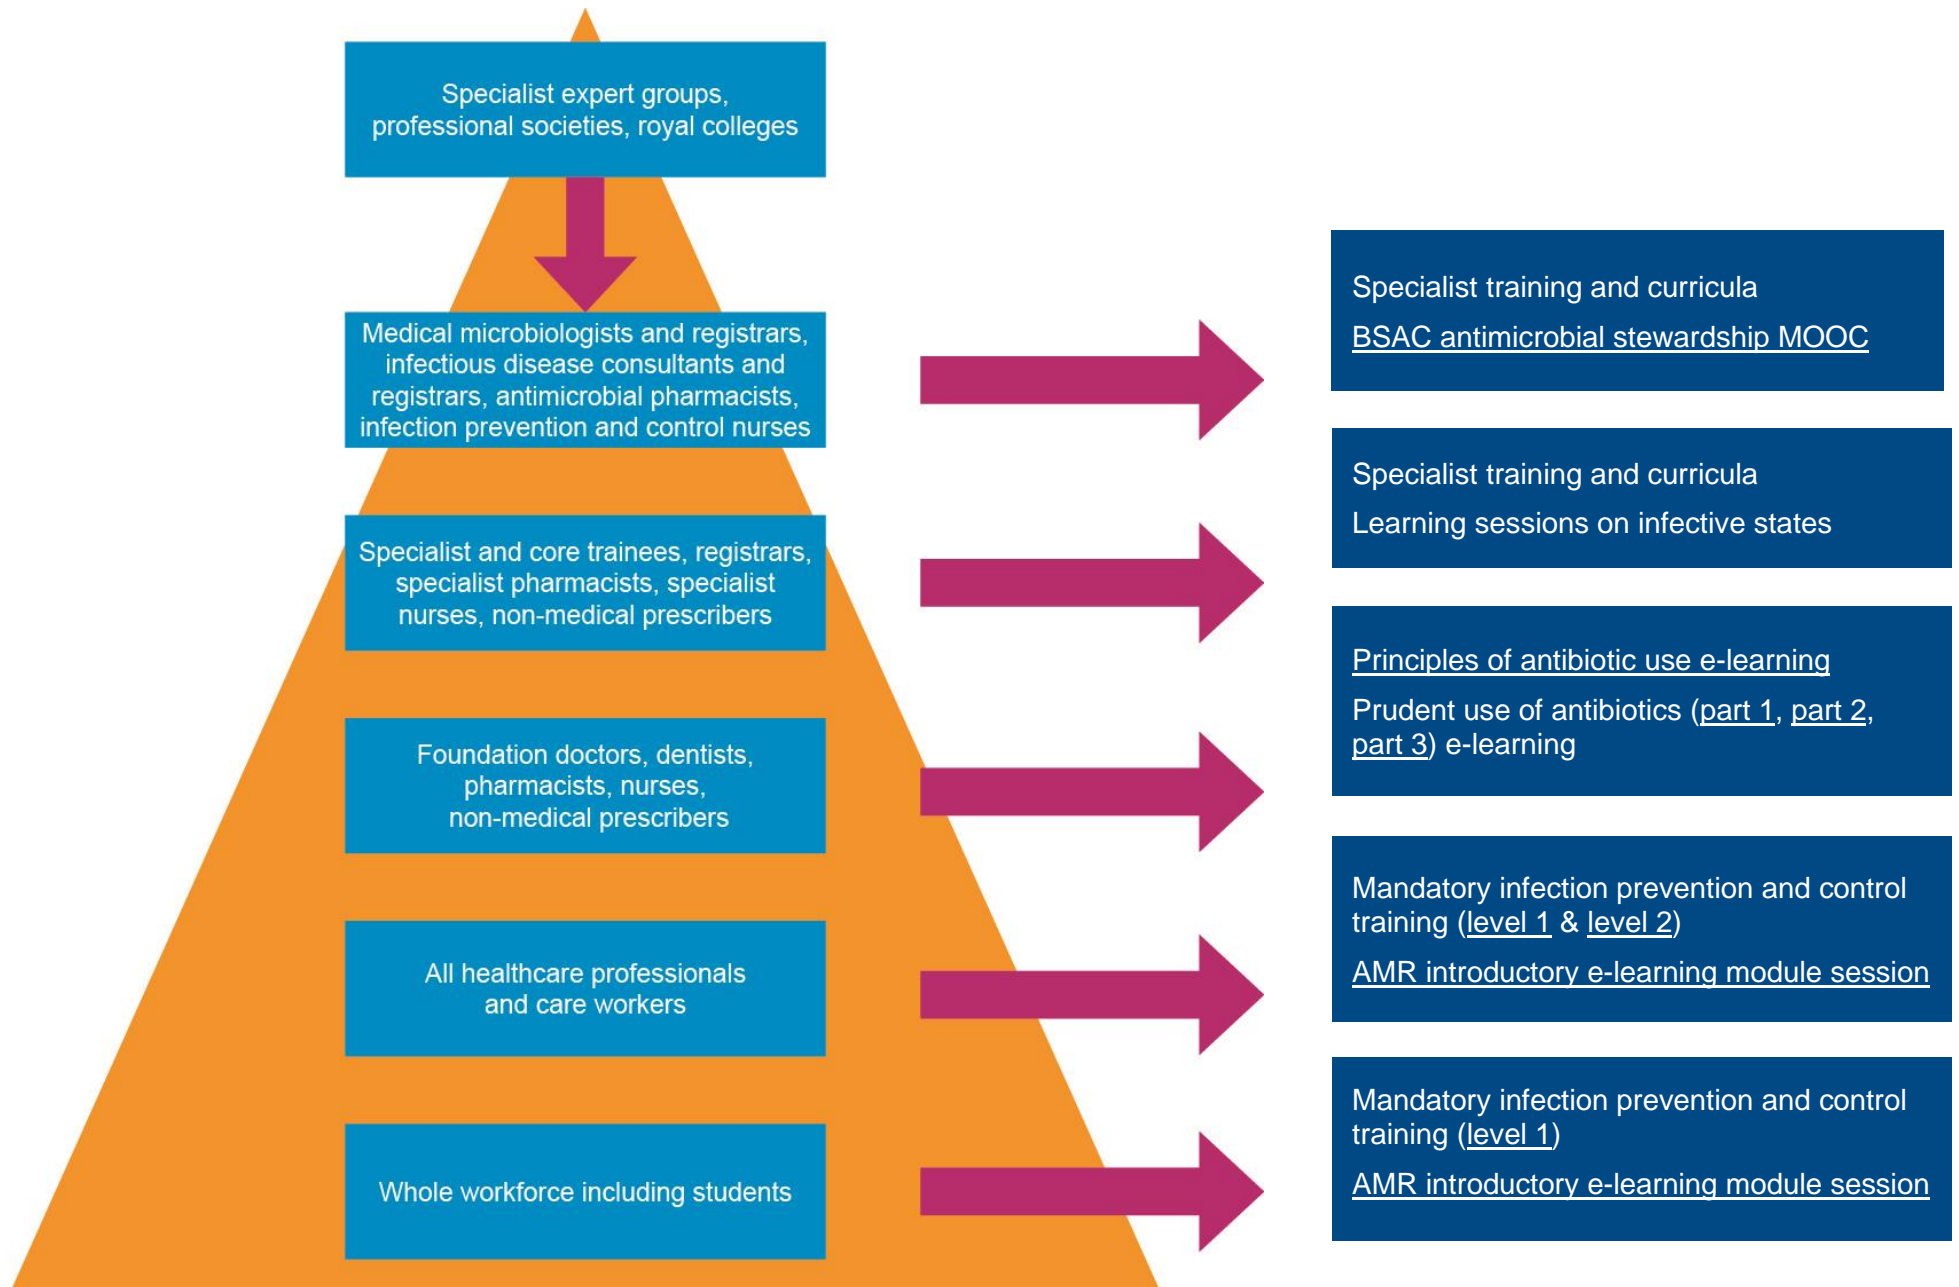 Specialist expert groups,
professional societies, royal colleges
Medical microbiologists and registrars,
infectious disease consultants and
registrars, antimicrobial pharmacists,
infection prevention and control nurses
Specialist training and curricula
BSAC antimicrobial stewardship MOOC
Specialist and core trainees, registrars,
specialist pharmacists, specialist
nurses, non-medical prescribers
Specialist training and curricula
Learning sessions on infective states
Foundation doctors, dentists,
pharmacists, nurses,
non-medical prescribers
Principles of antibiotic use e-learning
Prudent use of antibiotics (part 1, part 2,
part 3) e-learning
All healthcare professionals
and care workers
Mandatory infection prevention and control
training (level 1 & level 2)
AMR introductory e-learning module session
Whole workforce including students
Mandatory infection prevention and control
training (level 1)
AMR introductory e-learning module session